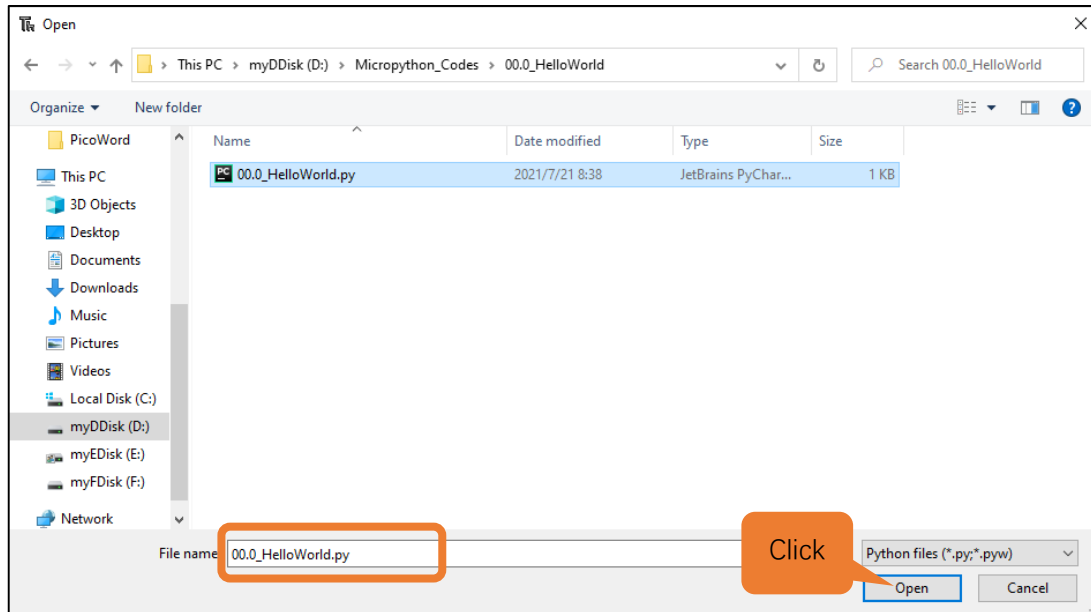 Open
This PC > myDDisk (D:) > Micropython_Codes > 00.0_HelloWorld
Search 00.0_HelloWorld
Organize
New folder
Name
Date modified
Type
Size
00.0_HelloWorld.py
2021/7/21 8:38
JetBrains PyChar...
1 KB
PicoWord
This PC
3D Objects
Desktop
Documents
Downloads
Music
Pictures
Videos
Local Disk (C:)
myDDisk (D:)
myEDisk (E:)
myFDisk (F:)
Network
File name
00.0_HelloWorld.py
Click
Python files (*.py;*.pyw)
Open
Cancel